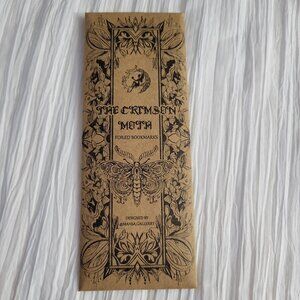 THE CRIMSON
MOTH
FOILED BOOKMARKS
DESIGNED BY